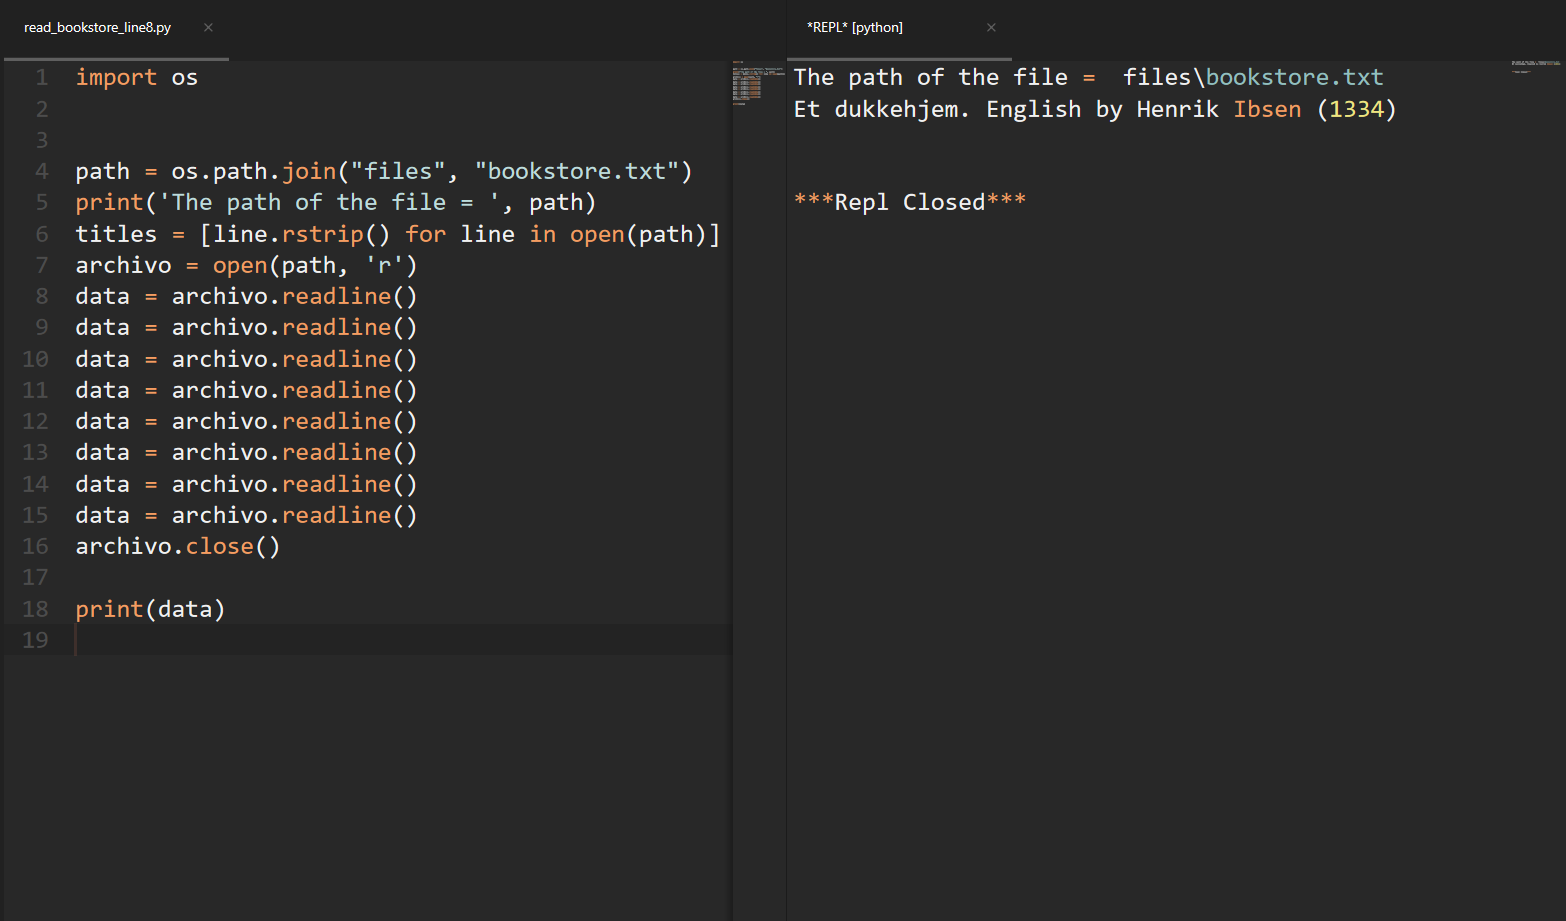 read_bookstore_line8.py ×
1 import os
2
3
4 path = os.path.join("files", "bookstore.txt")
5 print('The path of the file = ', path)
6 titles = [line.rstrip() for line in open(path)]
7 archivo = open(path, 'r')
8 data = archivo.readline()
9 data = archivo.readline()
10 data = archivo.readline()
11 data = archivo.readline()
12 data = archivo.readline()
13 data = archivo.readline()
14 data = archivo.readline()
15 data = archivo.readline()
16 archivo.close()
17
18 print(data)
19
*REPL* [python] ×
The path of the file =  files\bookstore.txt
Et dukkehjem. English by Henrik Ibsen (1334)
***Repl Closed***